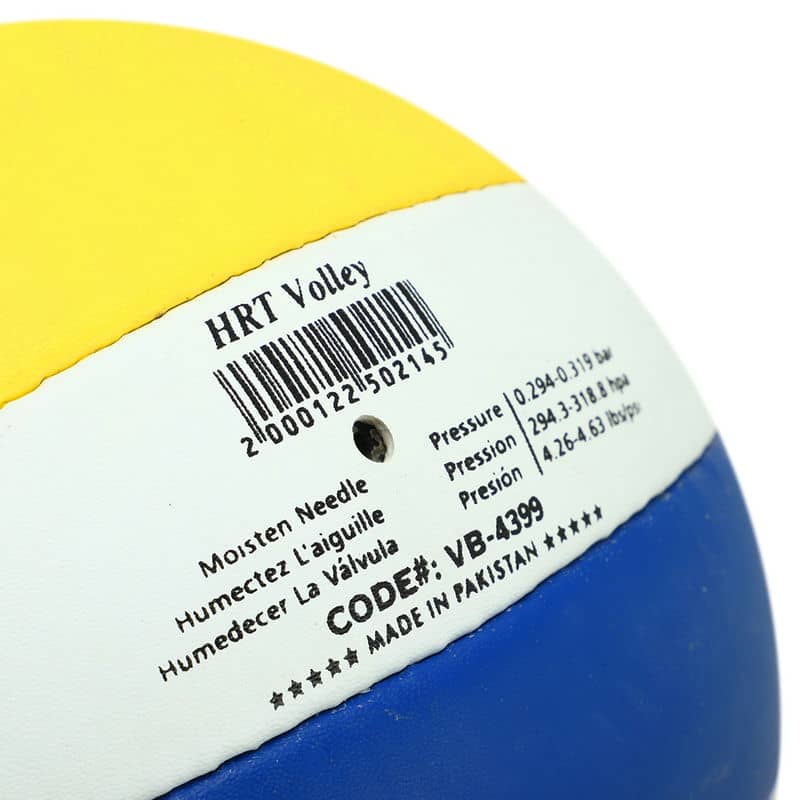 HRT Volley
2 000122 502145
Pressure 0.294-0.319 bar
Pression 294.3-318.8 hpa
Presión 4.26-4.63 lbs/psi
Moisten Needle
Humectez L'aiguille
Humedecer La Válvula
CODE#: VB-4399
★★★★★ MADE IN PAKISTAN ★★★★★